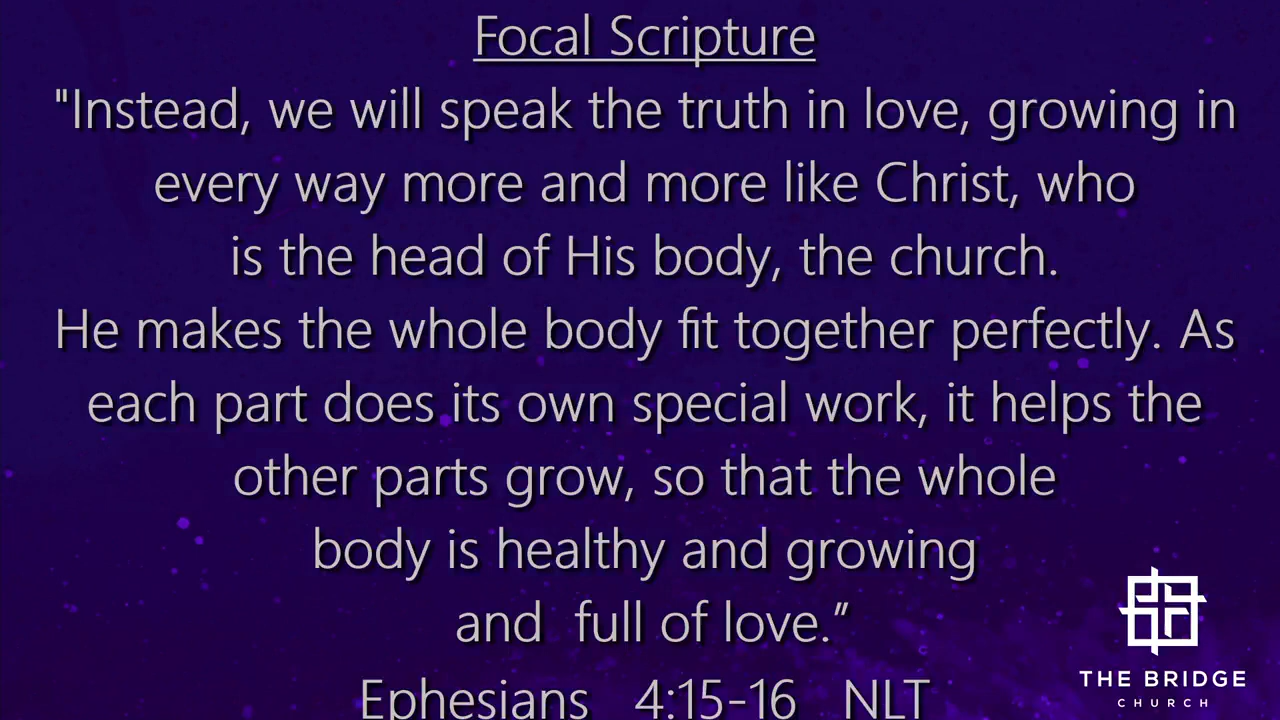 Focal Scripture
"Instead, we will speak the truth in love, growing in
every way more and more like Christ, who
is the head of His body, the church.
He makes the whole body fit together perfectly. As
each part does its own special work, it helps the
other parts grow, so that the whole
body is healthy and growing
and  full of love.”
Ephesians   4:15-16   NLT
THE BRIDGE
CHURCH